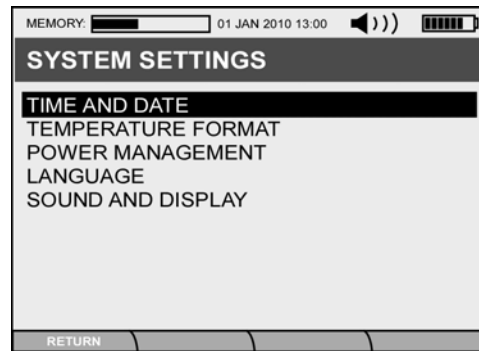 MEMORY: 01 JAN 2010 13:00
SYSTEM SETTINGS
TIME AND DATE
TEMPERATURE FORMAT
POWER MANAGEMENT
LANGUAGE
SOUND AND DISPLAY
RETURN